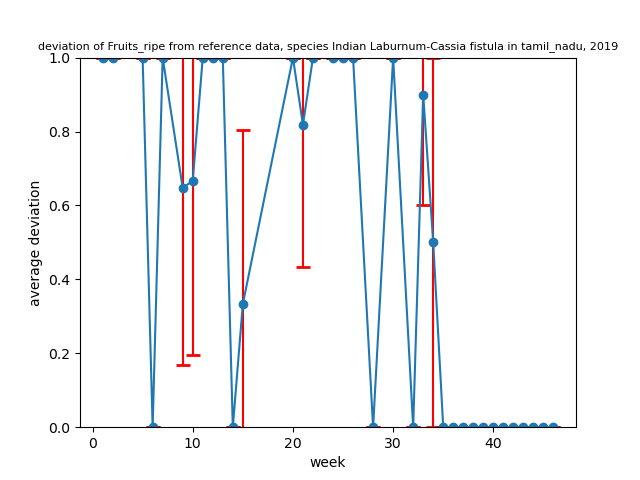 deviation of Fruits_ripe from reference data, species Indian Laburnum-Cassia fistula in tamil_nadu, 2019
1.0
0.8
0.6
0.4
0.2
0.0
average deviation
0 10 20 30 40
week